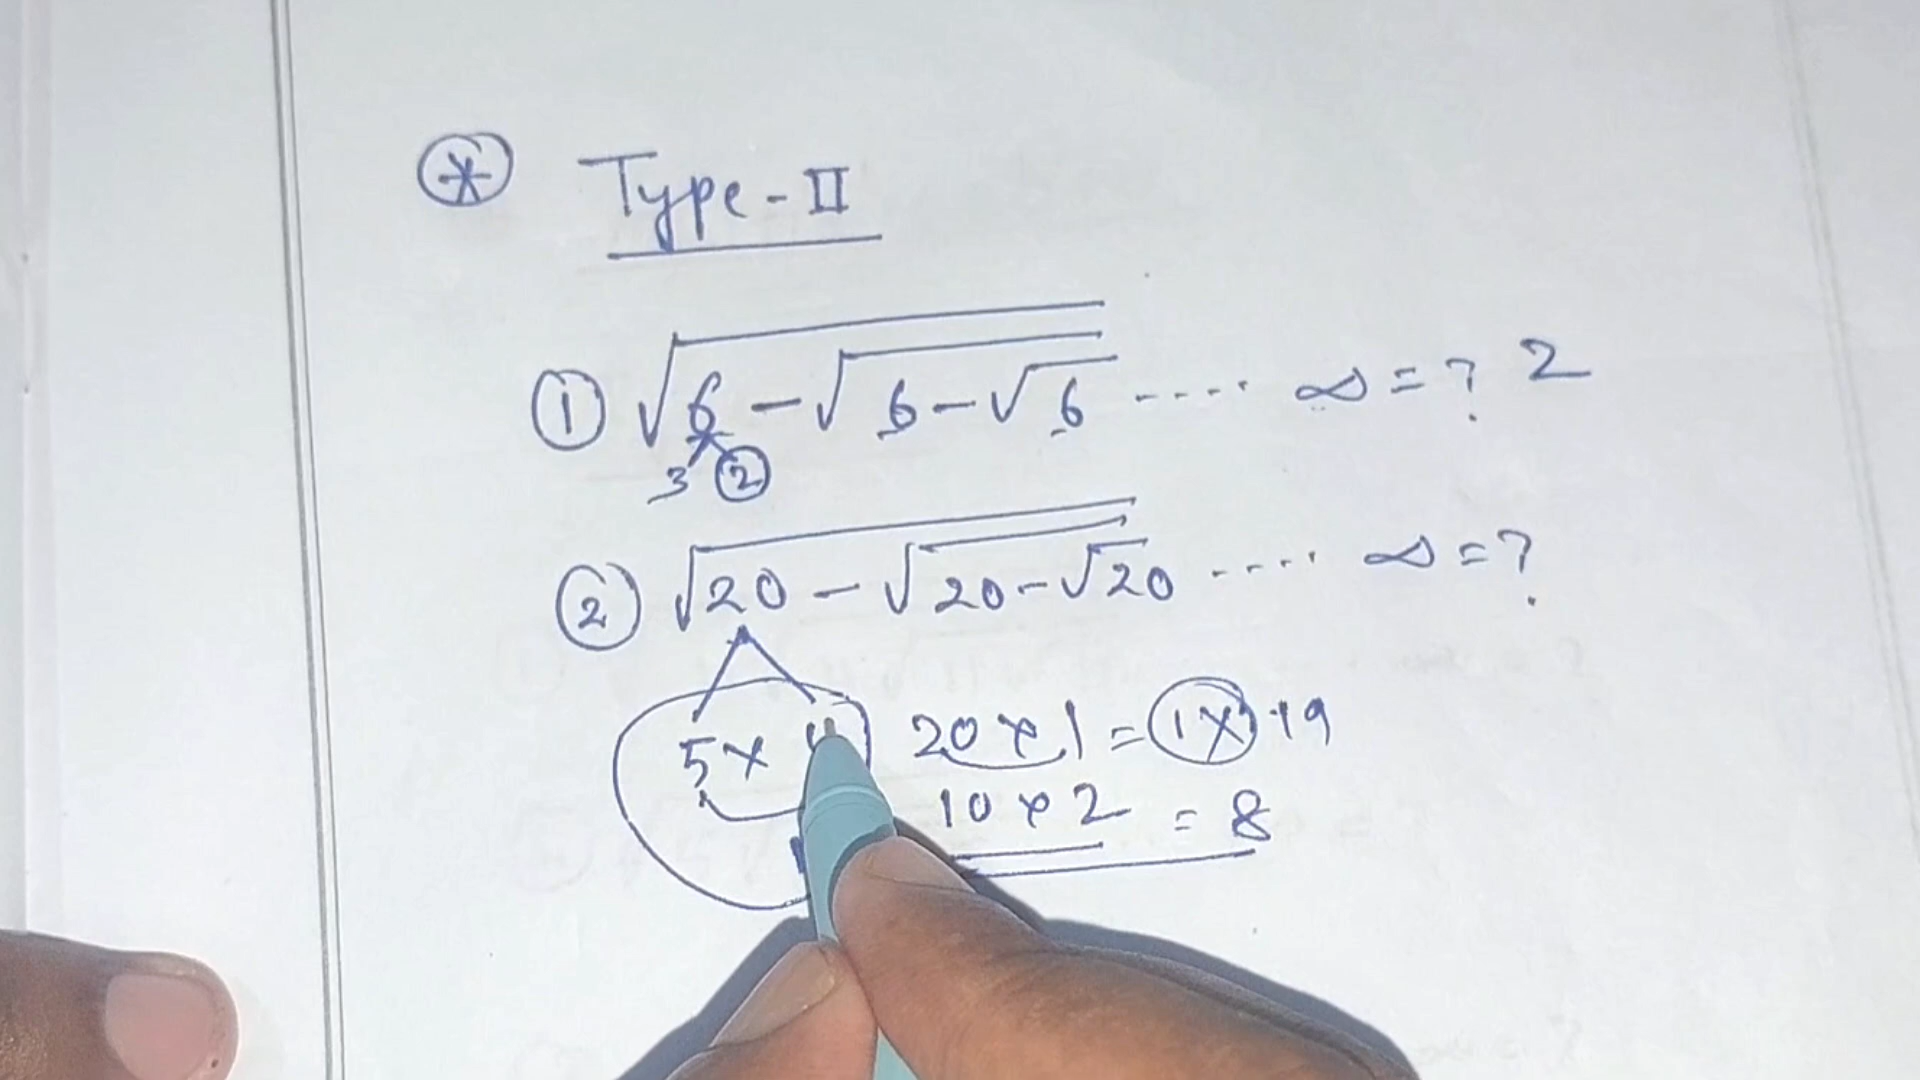 * Type-II
① √6-√6-√6 .... ∞=? 2
3 2
② √20-√20-√20 .... ∞=?
5× 20×1=1× 19
10×2 = 8